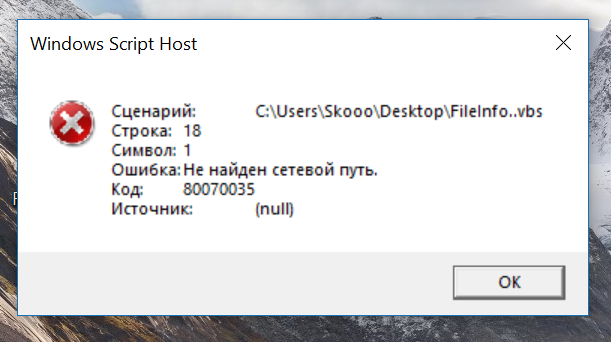 Windows Script Host
Сценарий: C:\Users\Skooo\Desktop\FileInfo..vbs
Строка: 18
Символ: 1
Ошибка: Не найден сетевой путь.
Код: 80070035
Источник: (null)
OK